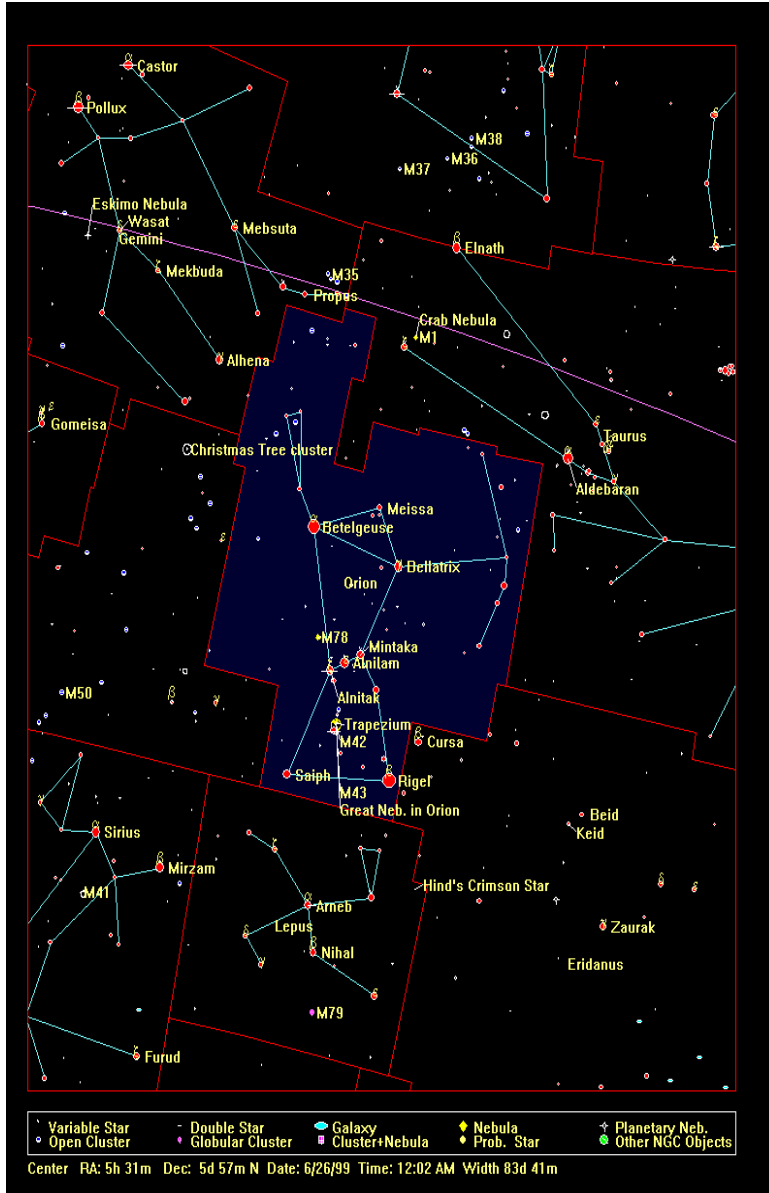 Castor
Pollux
M38
M36
M37
Eskimo Nebula
Wasat
Gemini
Mebsuta
Elnath
Mekbuda
M35
Propus
Crab Nebula
M1
Alhena
Gomeisa
Taurus
Christmas Tree cluster
Aldebaran
Meissa
Betelgeuse
Bellatrix
Orion
M78
Mintaka
Alnilam
M50
Alnitak
Trapezium
M42
Cursa
Saiph
Rigel
M43
Great Neb. in Orion
Beid
Keid
Sirius
Mirzam
M41
Hind's Crimson Star
Arneb
Lepus
Zaurak
Nihal
Eridanus
M79
Furud
Variable Star Double Star Galaxy Nebula Planetary Neb.
Open Cluster Globular Cluster Cluster+Nebula Prob. Star Other NGC Objects
Center RA: 5h 31m Dec: 5d 57m N Date: 6/26/99 Time: 12:02 AM Width 83d 41m